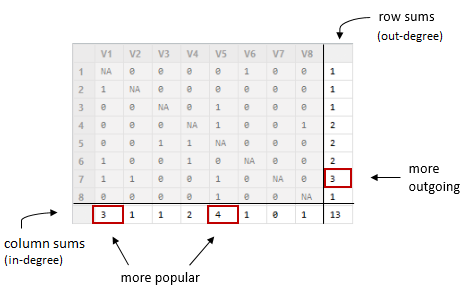 row sums
(out-degree)
V1 V2 V3 V4 V5 V6 V7 V8
1 NA 0 0 0 0 1 0 0 1
2 1 NA 0 0 0 0 0 0 1
3 0 0 NA 0 1 0 0 0 1
4 0 0 0 NA 1 0 0 1 2
5 0 0 1 1 NA 0 0 0 2
6 1 0 0 1 0 NA 0 0 2
7 1 1 0 0 1 0 NA 0 3
8 0 0 0 0 1 0 0 NA 1
3 1 1 2 4 1 0 1 13
more
outgoing
column sums
(in-degree)
more popular